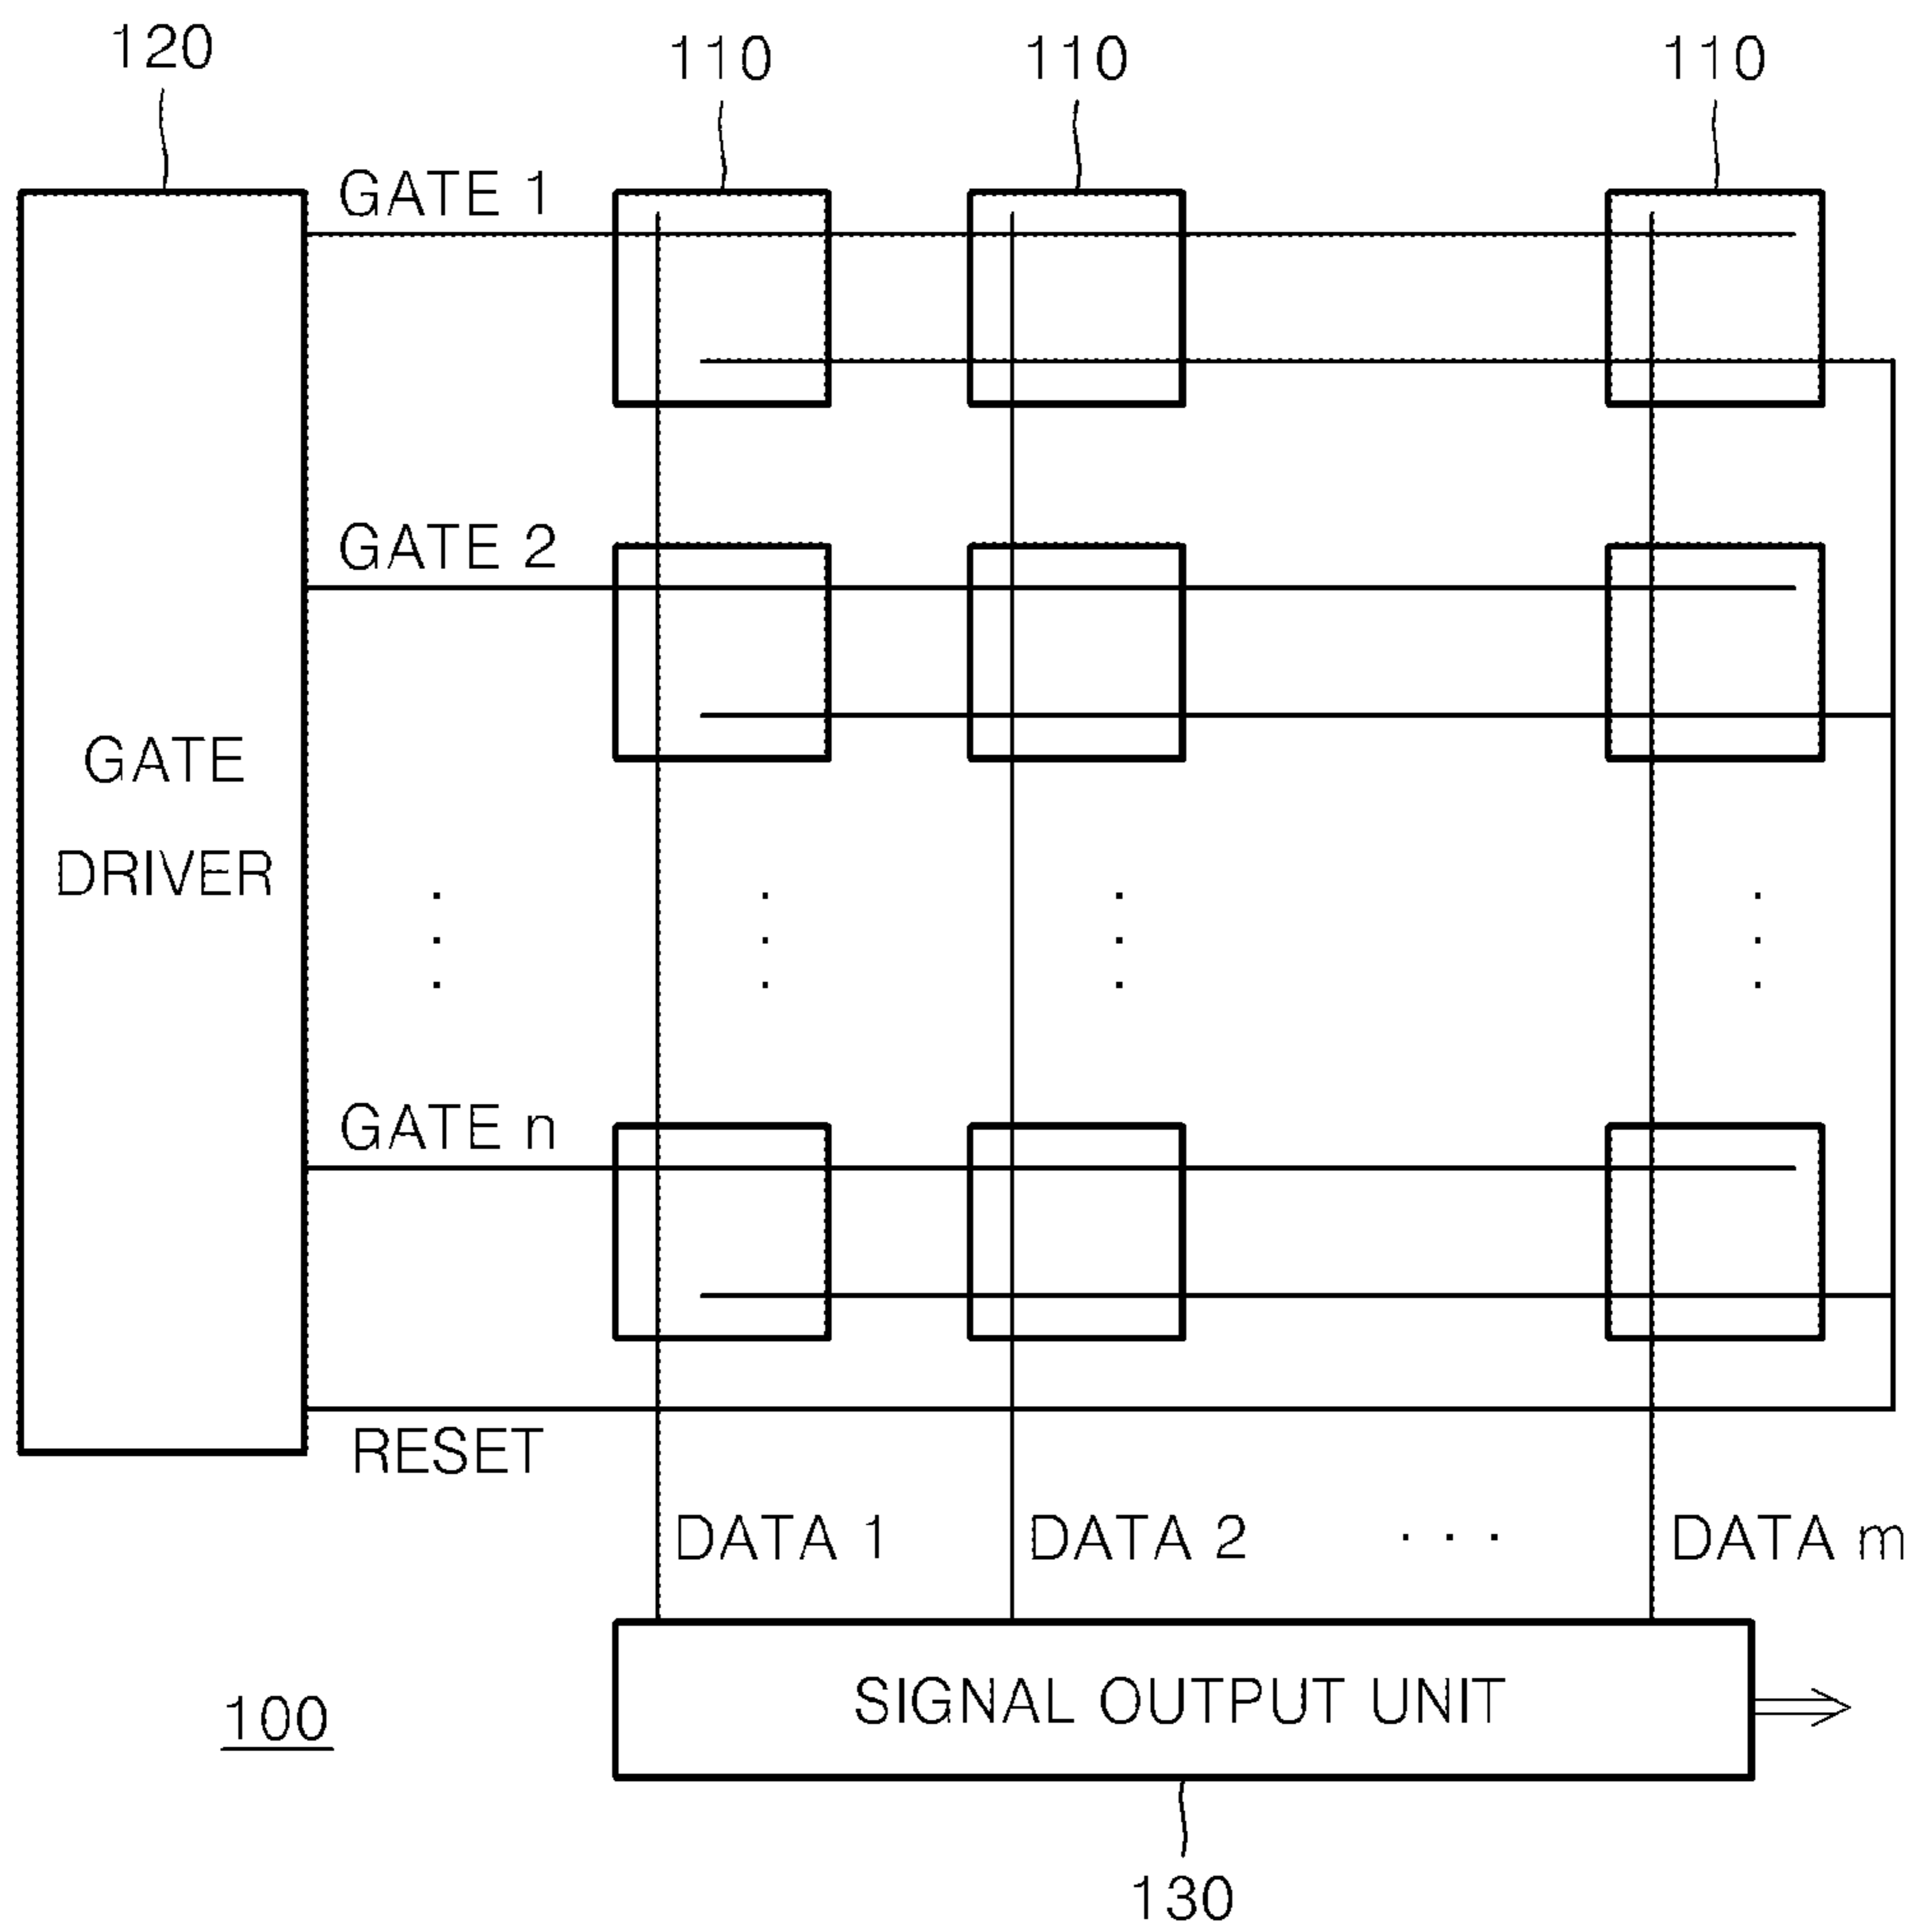 120
110
110
110
GATE 1
GATE 2
GATE
DRIVER
GATE n
RESET
DATA 1
DATA 2
. . .
DATA m
SIGNAL OUTPUT UNIT
100
130